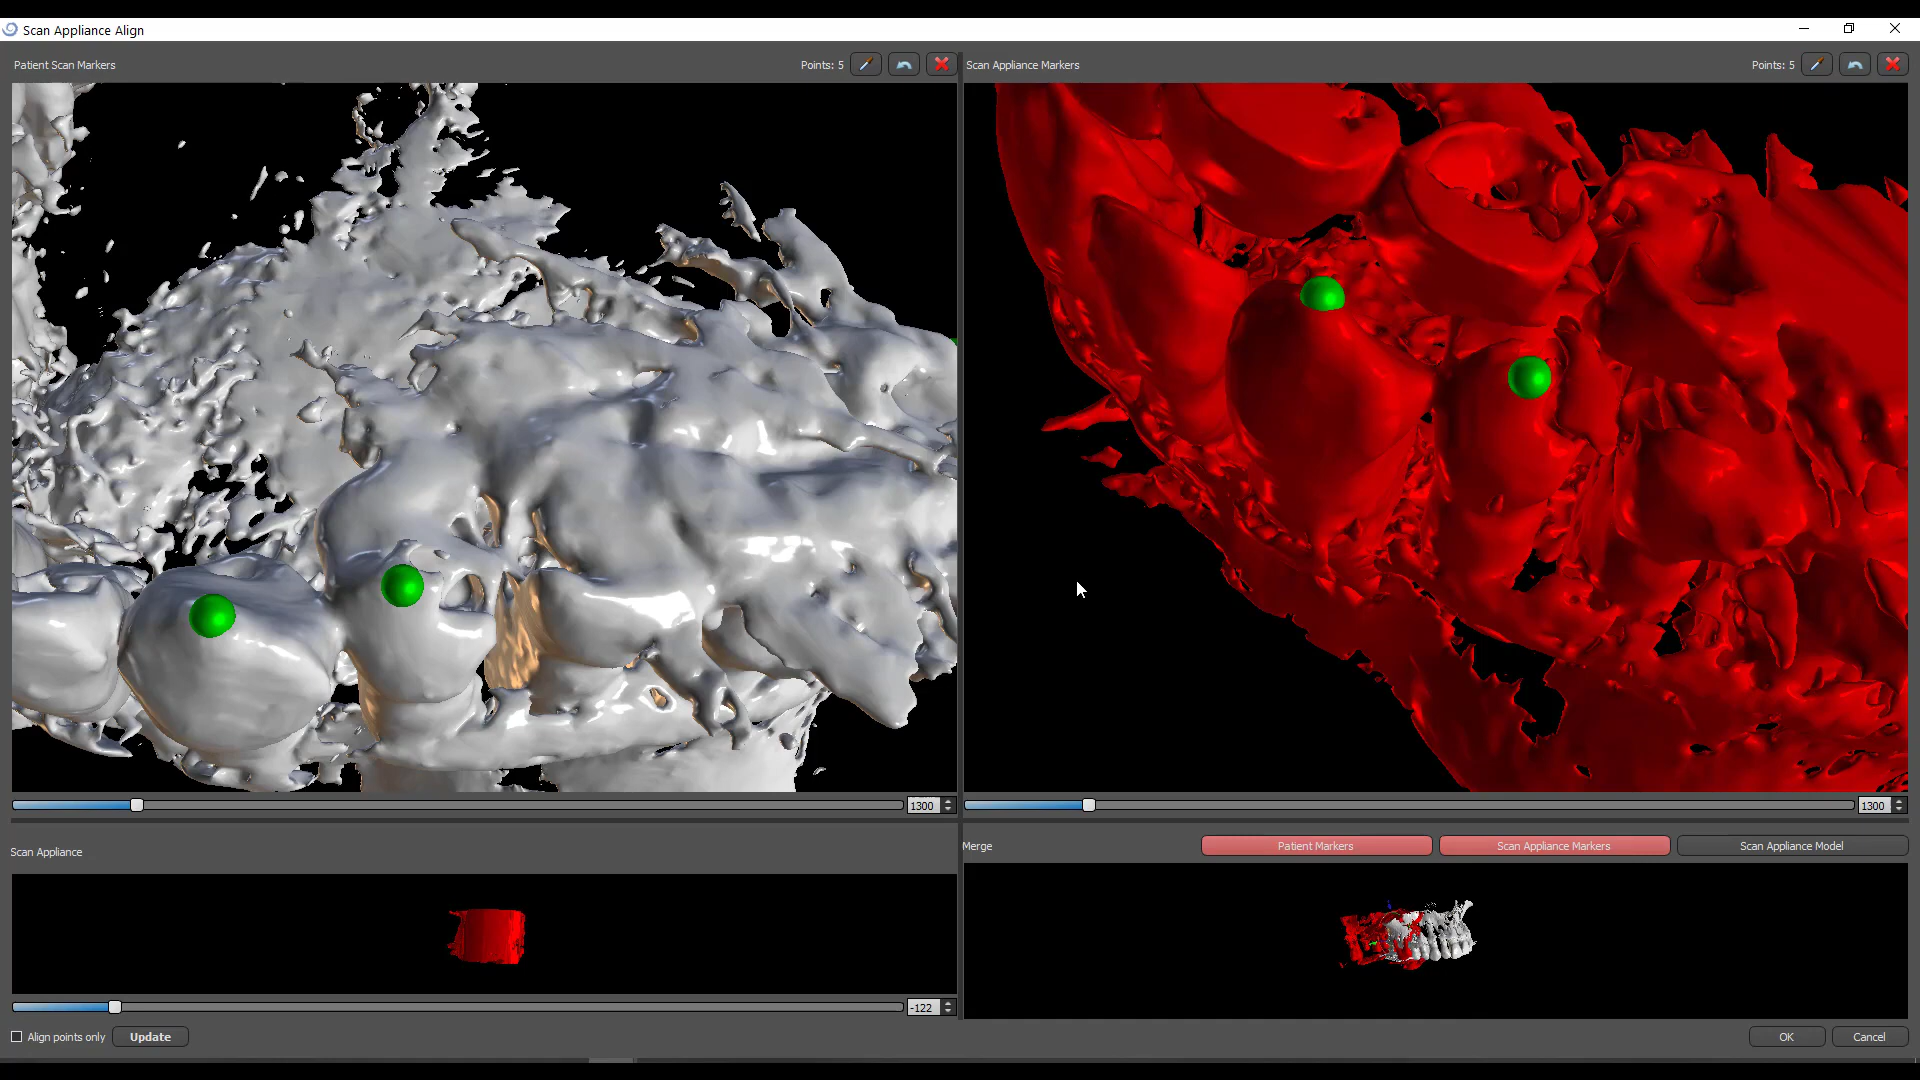 Scan Appliance Align
Patient Scan Markers
Points: 5
Scan Appliance Markers
Points: 5
1300
1300
Scan Appliance
Merge
Patient Markers
Scan Appliance Markers
Scan Appliance Model
-122
Align points only
Update
OK
Cancel